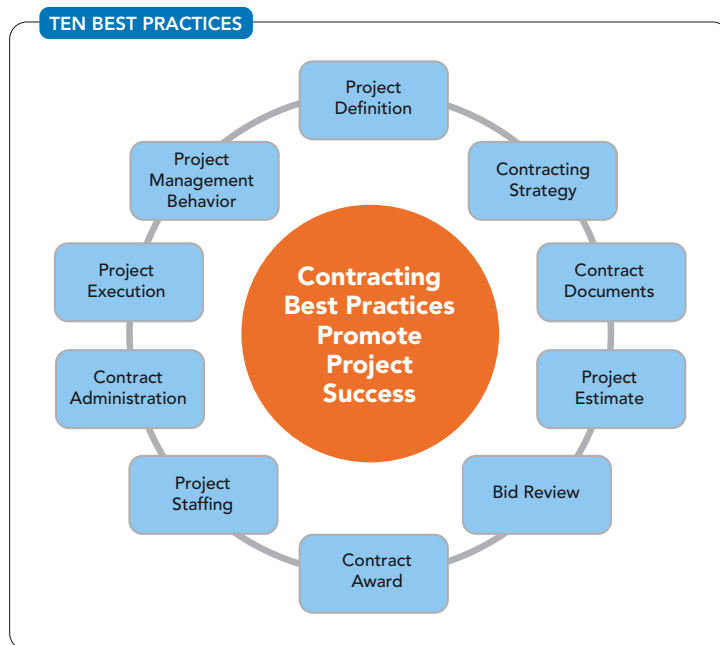 TEN BEST PRACTICES
Project
Definition
Contracting
Strategy
Contract
Documents
Project
Estimate
Bid Review
Contract
Award
Project
Staffing
Contract
Administration
Project
Execution
Project
Management
Behavior
Contracting
Best Practices
Promote
Project
Success